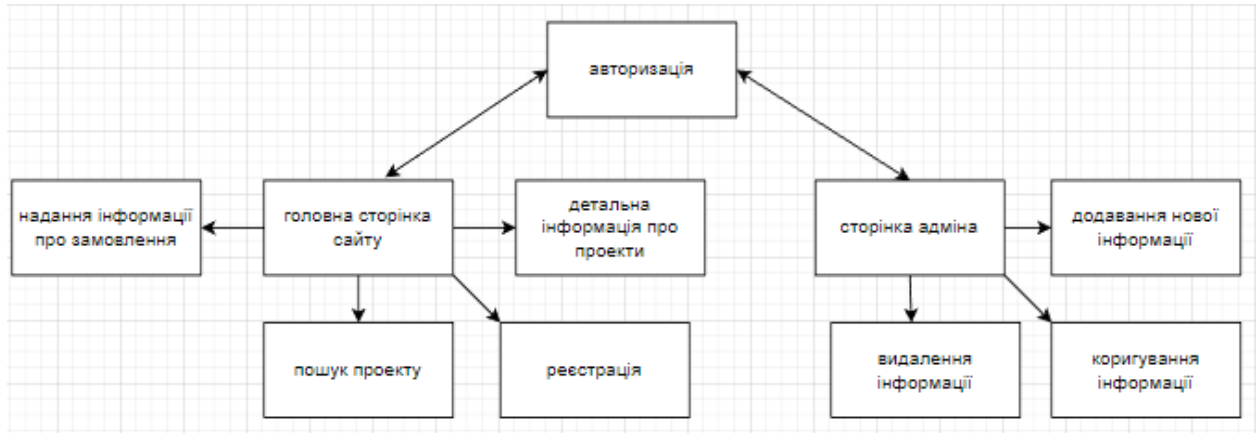 авторизація
надання інформації
про замовлення
головна сторінка
сайту
детальна
інформація про
проекти
сторінка адміна
додавання нової
інформації
пошук проекту
реєстрація
видалення
інформації
коригування
інформації